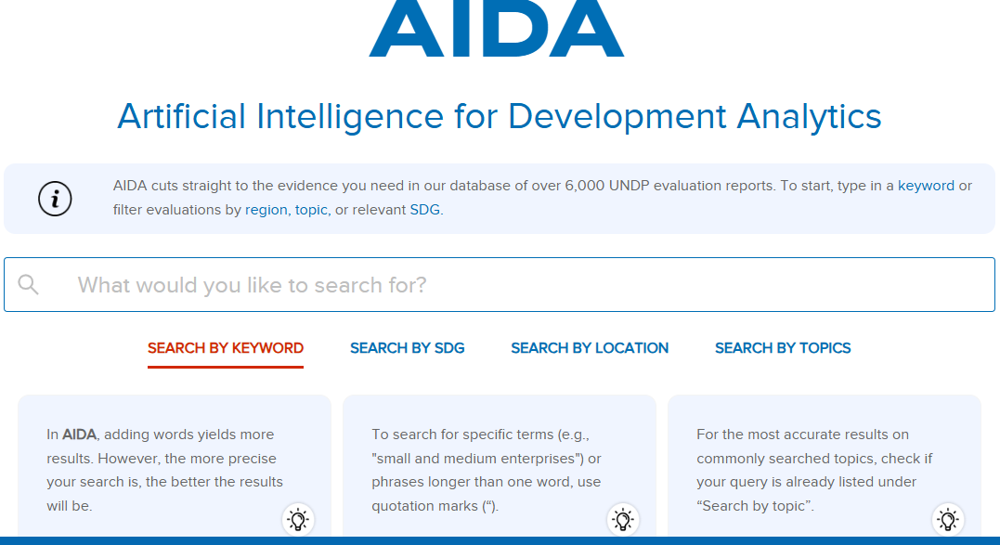 AIDA
Artificial Intelligence for Development Analytics
AIDA cuts straight to the evidence you need in our database of over 6,000 UNDP evaluation reports. To start, type in a keyword or
filter evaluations by region, topic, or relevant SDG.
What would you like to search for?
SEARCH BY KEYWORD SEARCH BY SDG SEARCH BY LOCATION SEARCH BY TOPICS
In AIDA, adding words yields more
results. However, the more precise
your search is, the better the results
will be.
To search for specific terms (e.g.,
"small and medium enterprises") or
phrases longer than one word, use
quotation marks (“).
For the most accurate results on
commonly searched topics, check if
your query is already listed under
“Search by topic”.